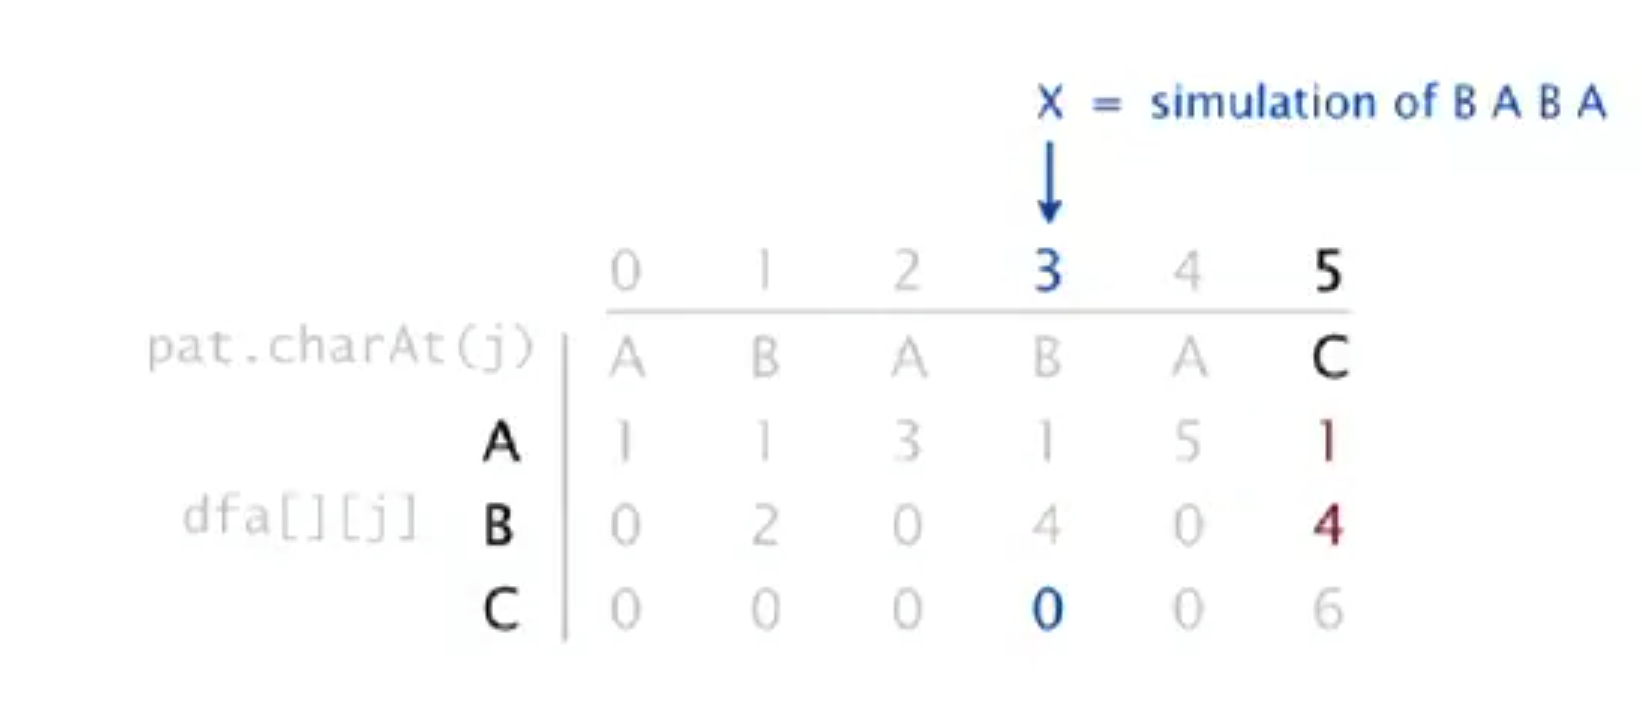 X = simulation of B A B A
0 1 2 3 4 5
pat.charAt(j) A B A B A C
A 1 1 3 1 5 1
dfa[][j] B 0 2 0 4 0 4
C 0 0 0 0 0 6